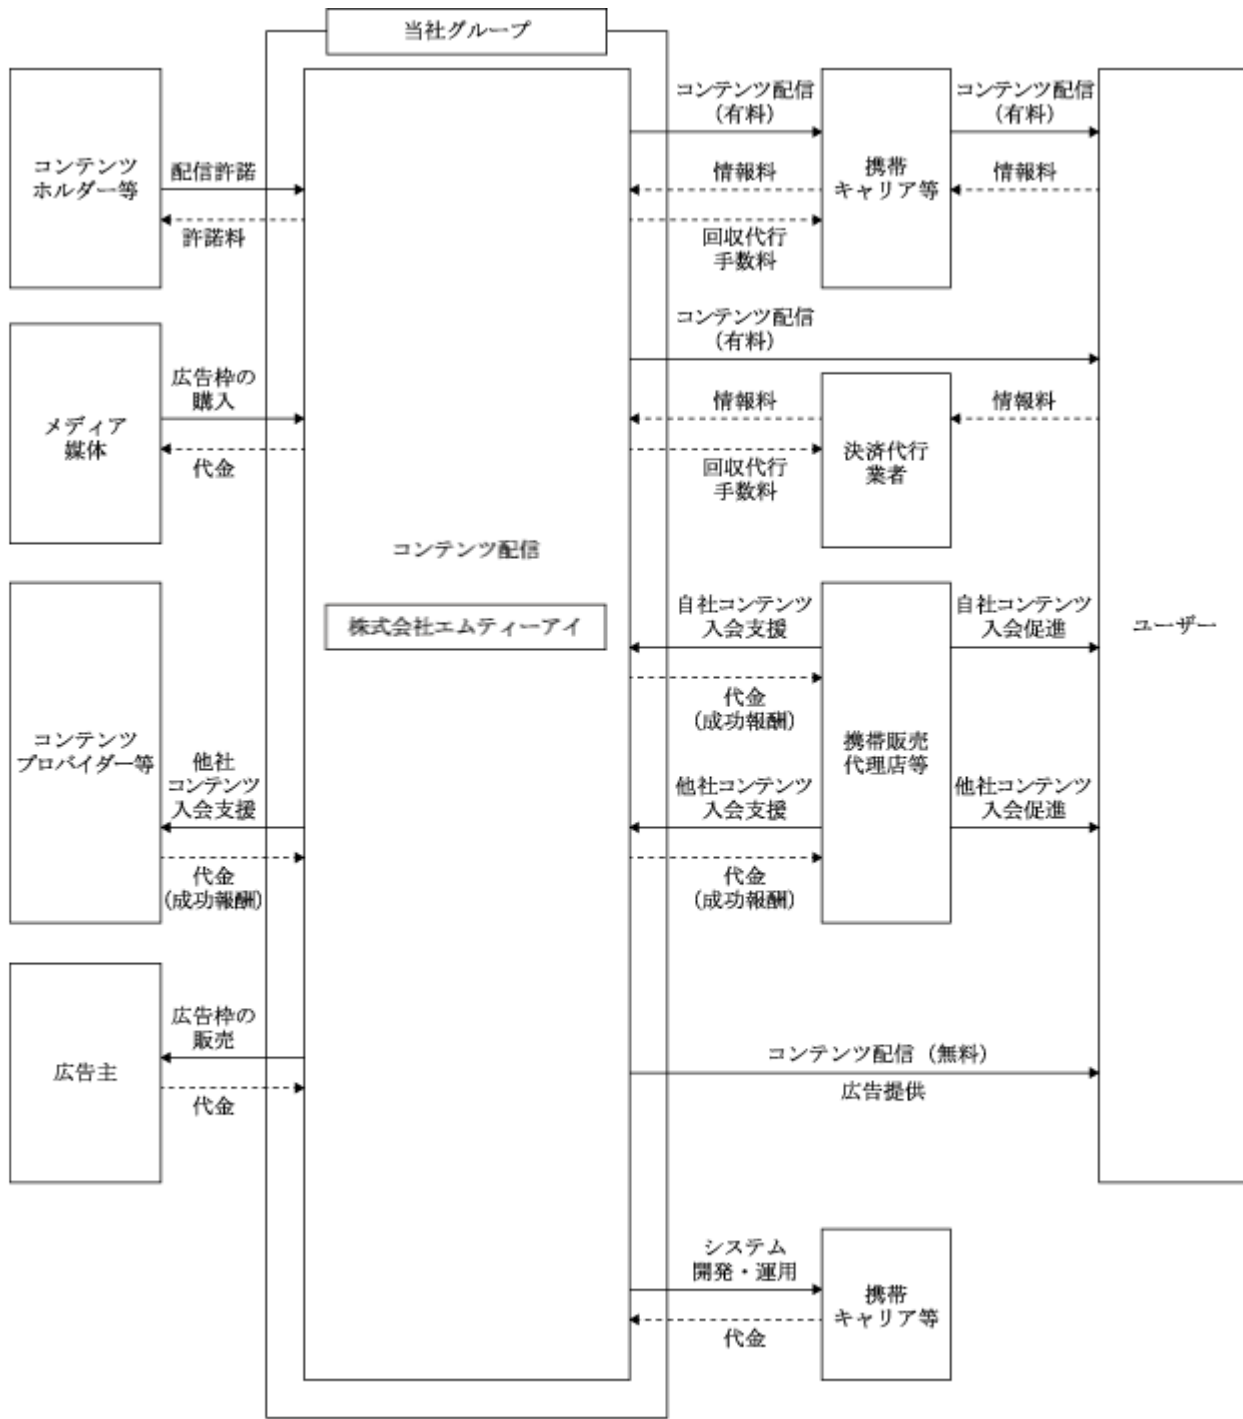 当社グループ
コンテンツ
ホルダー等
配信許諾
許諾料
コンテンツ配信
（有料）
情報料
回収代行
手数料
携帯
キャリア等
コンテンツ配信
（有料）
情報料
メディア
媒体
広告枠の
購入
代金
コンテンツ配信
（有料）
情報料
回収代行
手数料
決済代行
業者
情報料
コンテンツ配信
株式会社エムティーアイ
ユーザー
コンテンツ
プロバイダー等
他社
コンテンツ
入会支援
代金
（成功報酬）
自社コンテンツ
入会支援
代金
（成功報酬）
他社コンテンツ
入会支援
代金
（成功報酬）
携帯販売
代理店等
自社コンテンツ
入会促進
他社コンテンツ
入会促進
広告主
広告枠の
販売
代金
コンテンツ配信（無料）
広告提供
システム
開発・運用
代金
携帯
キャリア等